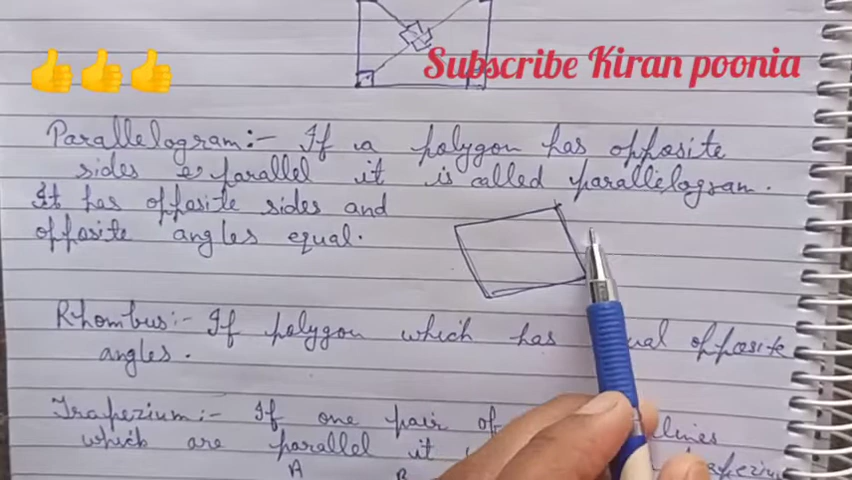 Subscribe Kiran poonia
Parallelogram:- If a polygon has opposite
sides parallel it is called parallelogram.
It has opposite sides and
opposite angles equal.
Rhombus:- If polygon which has opposite
angles.
Trapezium:- If one pair of lines
which are parallel it
A B